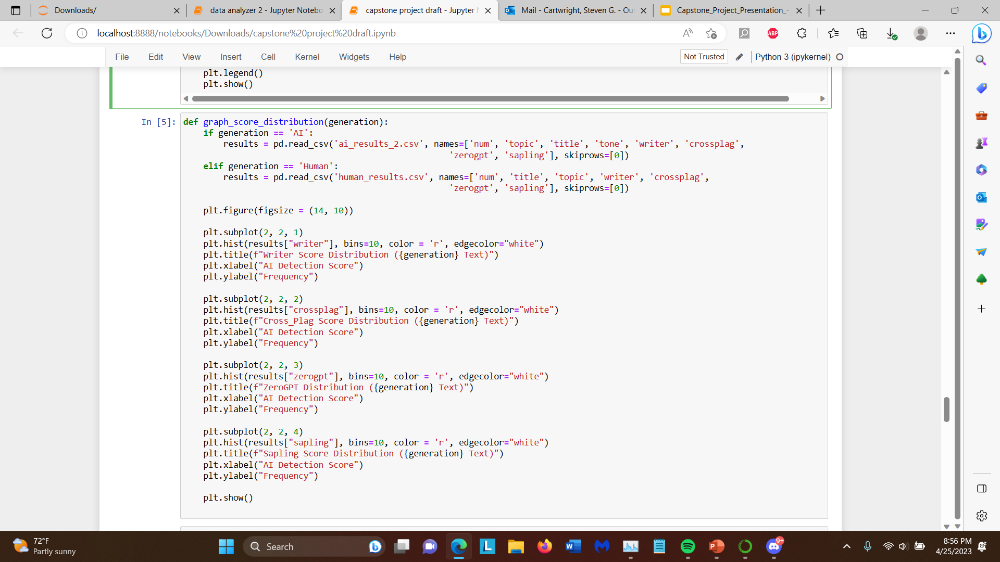 Downloads/
data analyzer 2 - Jupyter Notebo
capstone project draft - Jupyter
Mail - Cartwright, Steven G. - Ou
Capstone_Project_Presentation_-
localhost:8888/notebooks/Downloads/capstone%20project%20draft.ipynb
ABP
File Edit View Insert Cell Kernel Widgets Help
Not Trusted
Python 3 (ipykernel)
plt.legend()
plt.show()
In [5]: def graph_score_distribution(generation):
if generation == 'AI':
results = pd.read_csv('ai_results_2.csv', names=['num', 'topic', 'title', 'tone', 'writer', 'crossplag',
'zerogpt', 'sapling'], skiprows=[0])
elif generation == 'Human':
results = pd.read_csv('human_results.csv', names=['num', 'title', 'topic', 'writer', 'crossplag',
'zerogpt', 'sapling'], skiprows=[0])
plt.figure(figsize = (14, 10))
plt.subplot(2, 2, 1)
plt.hist(results["writer"], bins=10, color = 'r', edgecolor="white")
plt.title(f"Writer Score Distribution ({generation} Text)")
plt.xlabel("AI Detection Score")
plt.ylabel("Frequency")
plt.subplot(2, 2, 2)
plt.hist(results["crossplag"], bins=10, color = 'r', edgecolor="white")
plt.title(f"Cross_Plag Score Distribution ({generation} Text)")
plt.xlabel("AI Detection Score")
plt.ylabel("Frequency")
plt.subplot(2, 2, 3)
plt.hist(results["zerogpt"], bins=10, color = 'r', edgecolor="white")
plt.title(f"ZeroGPT Distribution ({generation} Text)")
plt.xlabel("AI Detection Score")
plt.ylabel("Frequency")
plt.subplot(2, 2, 4)
plt.hist(results["sapling"], bins=10, color = 'r', edgecolor="white")
plt.title(f"Sapling Score Distribution ({generation} Text)")
plt.xlabel("AI Detection Score")
plt.ylabel("Frequency")
plt.show()
72°F
Partly sunny
Search
9+
8:56 PM
4/25/2023